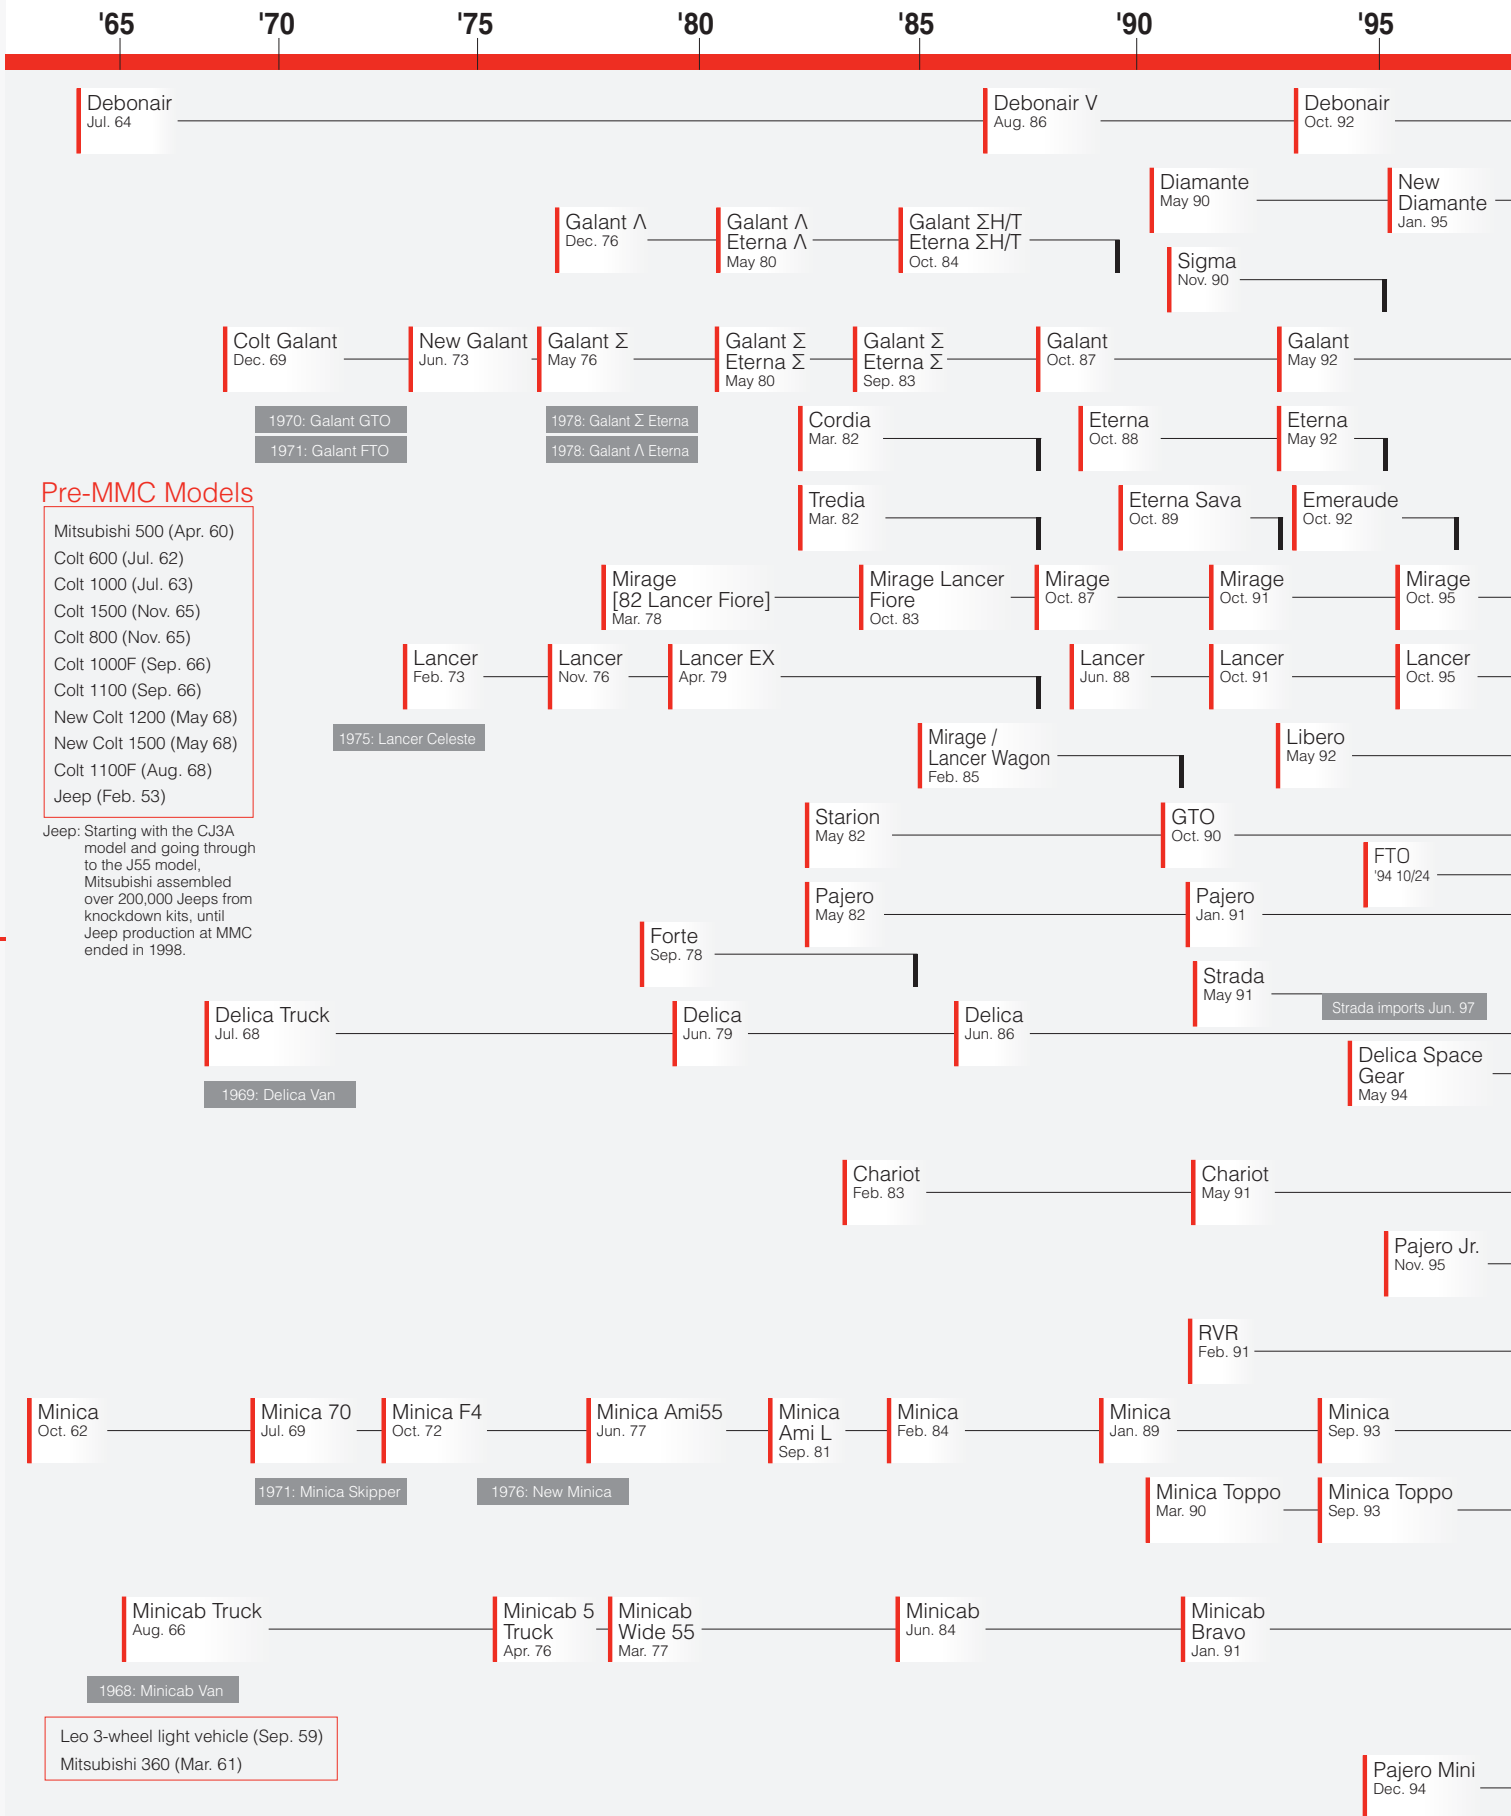 '65 '70 '75 '80 '85 '90 '95
Debonair
Jul. 64
Debonair V
Aug. 86
Debonair
Oct. 92
Diamante
May 90
New
Diamante
Jan. 95
Galant Λ
Dec. 76
Galant Λ
Eterna Λ
May 80
Galant ΣH/T
Eterna ΣH/T
Oct. 84
Sigma
Nov. 90
Colt Galant
Dec. 69
New Galant
Jun. 73
Galant Σ
May 76
Galant Σ
Eterna Σ
May 80
Galant Σ
Eterna Σ
Sep. 83
Galant
Oct. 87
Galant
May 92
1970: Galant GTO
1971: Galant FTO
1978: Galant Σ Eterna
1978: Galant Λ Eterna
Cordia
Mar. 82
Eterna
Oct. 88
Eterna
May 92
Pre-MMC Models
Mitsubishi 500 (Apr. 60)
Colt 600 (Jul. 62)
Colt 1000 (Jul. 63)
Colt 1500 (Nov. 65)
Colt 800 (Nov. 65)
Colt 1000F (Sep. 66)
Colt 1100 (Sep. 66)
New Colt 1200 (May 68)
New Colt 1500 (May 68)
Colt 1100F (Aug. 68)
Jeep (Feb. 53)
Jeep: Starting with the CJ3A
model and going through
to the J55 model,
Mitsubishi assembled
over 200,000 Jeeps from
knockdown kits, until
Jeep production at MMC
ended in 1998.
Tredia
Mar. 82
Eterna Sava
Oct. 89
Emeraude
Oct. 92
Mirage
[82 Lancer Fiore]
Mar. 78
Mirage Lancer
Fiore
Oct. 83
Mirage
Oct. 87
Mirage
Oct. 91
Mirage
Oct. 95
Lancer
Feb. 73
Lancer
Nov. 76
Lancer EX
Apr. 79
Lancer
Jun. 88
Lancer
Oct. 91
Lancer
Oct. 95
1975: Lancer Celeste
Mirage /
Lancer Wagon
Feb. 85
Libero
May 92
Starion
May 82
GTO
Oct. 90
FTO
'94 10/24
Pajero
May 82
Pajero
Jan. 91
Forte
Sep. 78
Strada
May 91
Strada imports Jun. 97
Delica Truck
Jul. 68
Delica
Jun. 79
Delica
Jun. 86
Delica Space
Gear
May 94
1969: Delica Van
Chariot
Feb. 83
Chariot
May 91
Pajero Jr.
Nov. 95
RVR
Feb. 91
Minica
Oct. 62
Minica 70
Jul. 69
Minica F4
Oct. 72
Minica Ami55
Jun. 77
Minica
Ami L
Sep. 81
Minica
Feb. 84
Minica
Jan. 89
Minica
Sep. 93
1971: Minica Skipper
1976: New Minica
Minica Toppo
Mar. 90
Minica Toppo
Sep. 93
Minicab Truck
Aug. 66
Minicab 5
Truck
Apr. 76
Minicab
Wide 55
Mar. 77
Minicab
Jun. 84
Minicab
Bravo
Jan. 91
1968: Minicab Van
Leo 3-wheel light vehicle (Sep. 59)
Mitsubishi 360 (Mar. 61)
Pajero Mini
Dec. 94